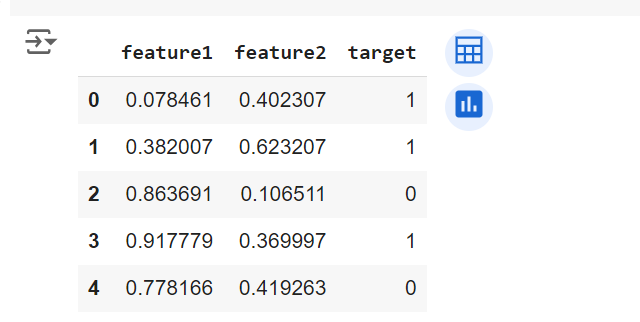 feature1 feature2 target
0 0.078461 0.402307 1
1 0.382007 0.623207 1
2 0.863691 0.106511 0
3 0.917779 0.369997 1
4 0.778166 0.419263 0